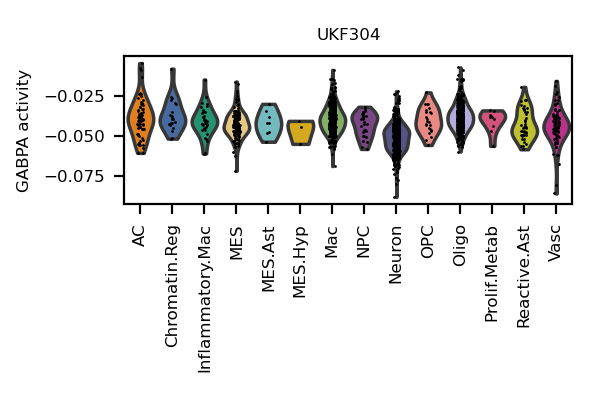 UKF304
GABPA activity
−0.025
−0.050
−0.075
AC
Chromatin.Reg
Inflammatory.Mac
MES
MES.Ast
MES.Hyp
Mac
NPC
Neuron
OPC
Oligo
Prolif.Metab
Reactive.Ast
Vasc